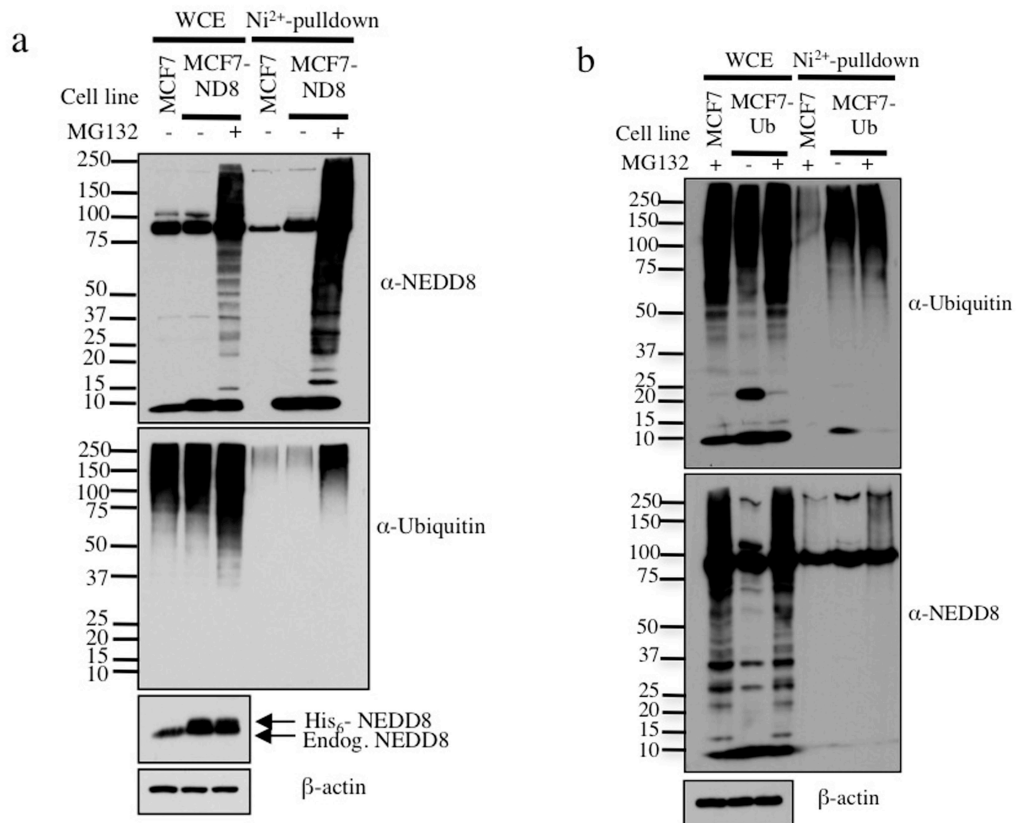 a
WCE Ni²⁺-pulldown
MCF7 MCF7-ND8 MCF7 MCF7-ND8
Cell line
MG132 - - + - - +
250
150
100
75
50
37
25
20
15
10
α-NEDD8
250
150
100
75
50
37
25
20
15
10
α-Ubiquitin
His₆- NEDD8
Endog. NEDD8
β-actin
b
WCE Ni²⁺-pulldown
MCF7 MCF7-Ub MCF7 MCF7-Ub
Cell line
MG132 + - + + - +
250
150
100
75
50
37
25
20
15
10
α-Ubiquitin
250
150
100
75
50
37
25
20
15
10
α-NEDD8
β-actin